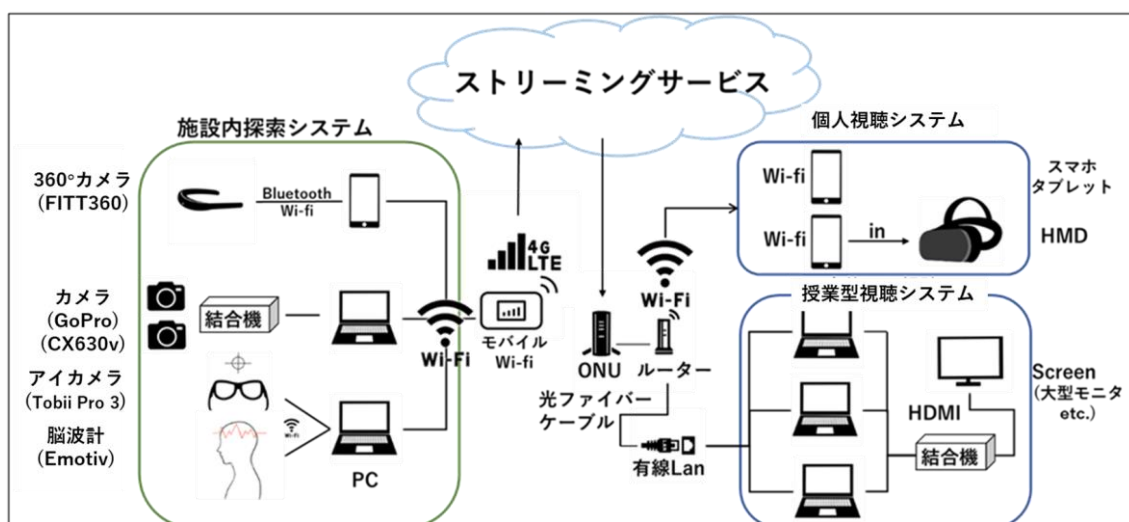 ストリーミングサービス
施設内探索システム
360°カメラ
(FITT360)
Bluetooth
Wi-fi
カメラ
(GoPro)
(CX630v)
結合機
アイカメラ
(Tobii Pro 3)
脳波計
(Emotiv)
Wi-Fi
PC
Wi-Fi
4G
LTE
モバイル
Wi-fi
ONU
ルーター
Wi-Fi
光ファイバー
ケーブル
有線Lan
個人視聴システム
Wi-fi
Wi-fi
in
スマホ
タブレット
HMD
授業型視聴システム
HDMI
結合機
Screen
(大型モニタ
etc.)